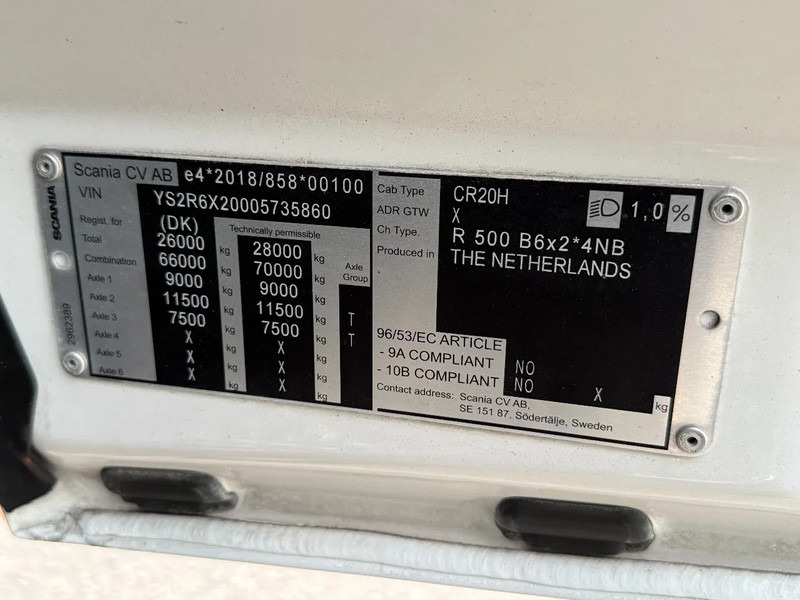 SCANIA
2962389
Scania CV AB e4*2018/858*00100
VIN YS2R6X20005735860
Regist. for (DK) Technically permissible
Total 26000 kg 28000 kg
Combination 66000 kg 70000 kg Axle Group
Axle 1 9000 kg 9000 kg
Axle 2 11500 kg 11500 kg T
Axle 3 7500 kg 7500 kg T
Axle 4 X kg X kg
Axle 5 X kg X kg
Axle 6 X kg X kg
Cab Type CR20H 1,0 %
ADR GTW X
Ch Type. R 500 B6x2*4NB
Produced in THE NETHERLANDS
96/53/EC ARTICLE
- 9A COMPLIANT NO
- 10B COMPLIANT NO X kg
Contact address: Scania CV AB,
SE 151 87, Södertälje, Sweden